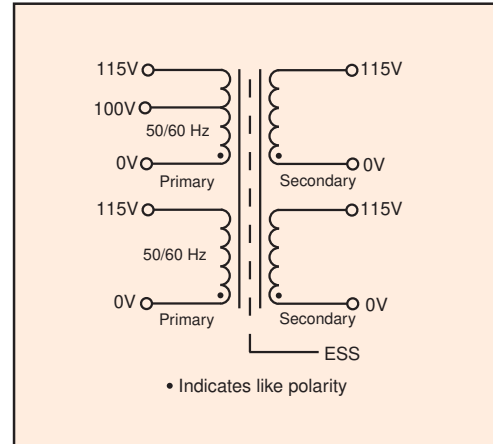 115V 115V
100V
50/60 Hz
0V 0V
Primary Secondary
115V 115V
50/60 Hz
0V 0V
Primary Secondary
ESS
• Indicates like polarity